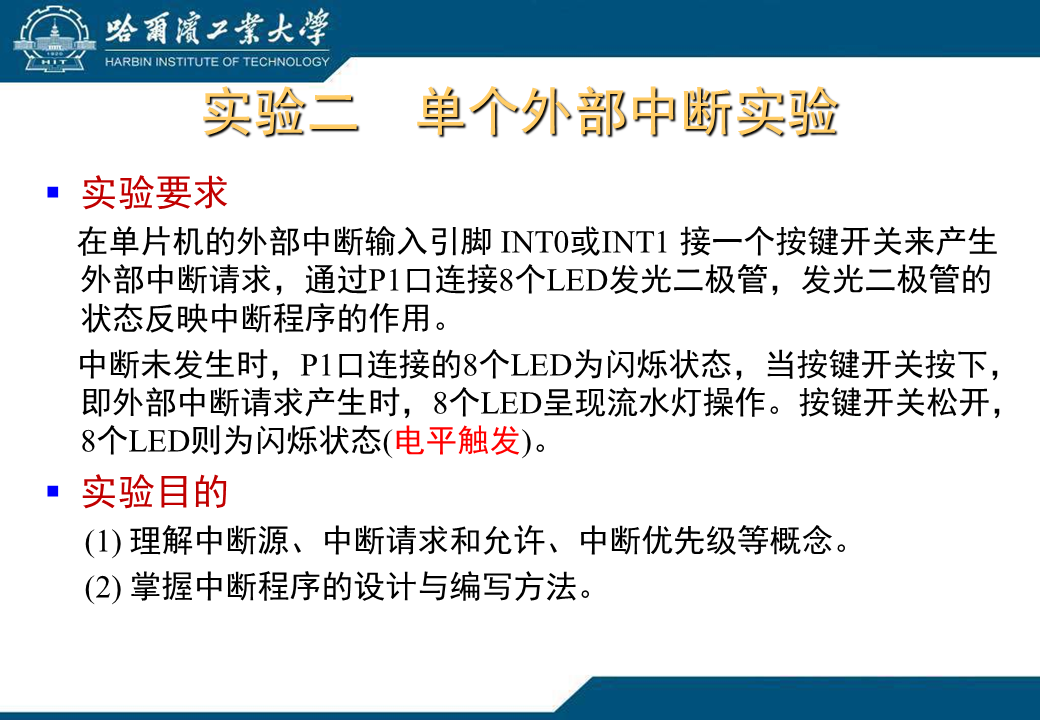 哈爾濱工業大學
HARBIN INSTITUTE OF TECHNOLOGY
1920
HIT
实验二 单个外部中断实验
▪ 实验要求
在单片机的外部中断输入引脚 INT0或INT1 接一个按键开关来产生
外部中断请求，通过P1口连接8个LED发光二极管，发光二极管的
状态反映中断程序的作用。
中断未发生时，P1口连接的8个LED为闪烁状态，当按键开关按下，
即外部中断请求产生时，8个LED呈现流水灯操作。按键开关松开，
8个LED则为闪烁状态(电平触发)。
▪ 实验目的
(1) 理解中断源、中断请求和允许、中断优先级等概念。
(2) 掌握中断程序的设计与编写方法。